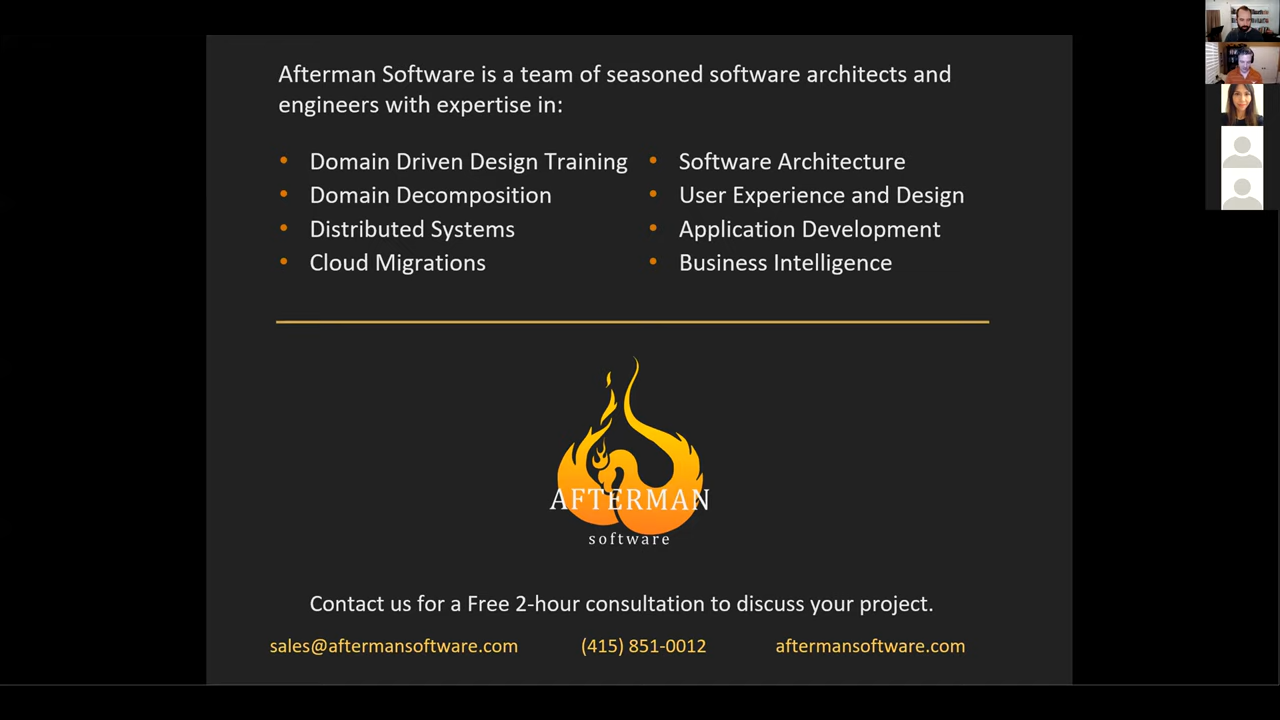 Afterman Software is a team of seasoned software architects and
engineers with expertise in:
• Domain Driven Design Training
• Domain Decomposition
• Distributed Systems
• Cloud Migrations
• Software Architecture
• User Experience and Design
• Application Development
• Business Intelligence
AFTERMAN
software
Contact us for a Free 2-hour consultation to discuss your project.
sales@aftermansoftware.com
(415) 851-0012
aftermansoftware.com